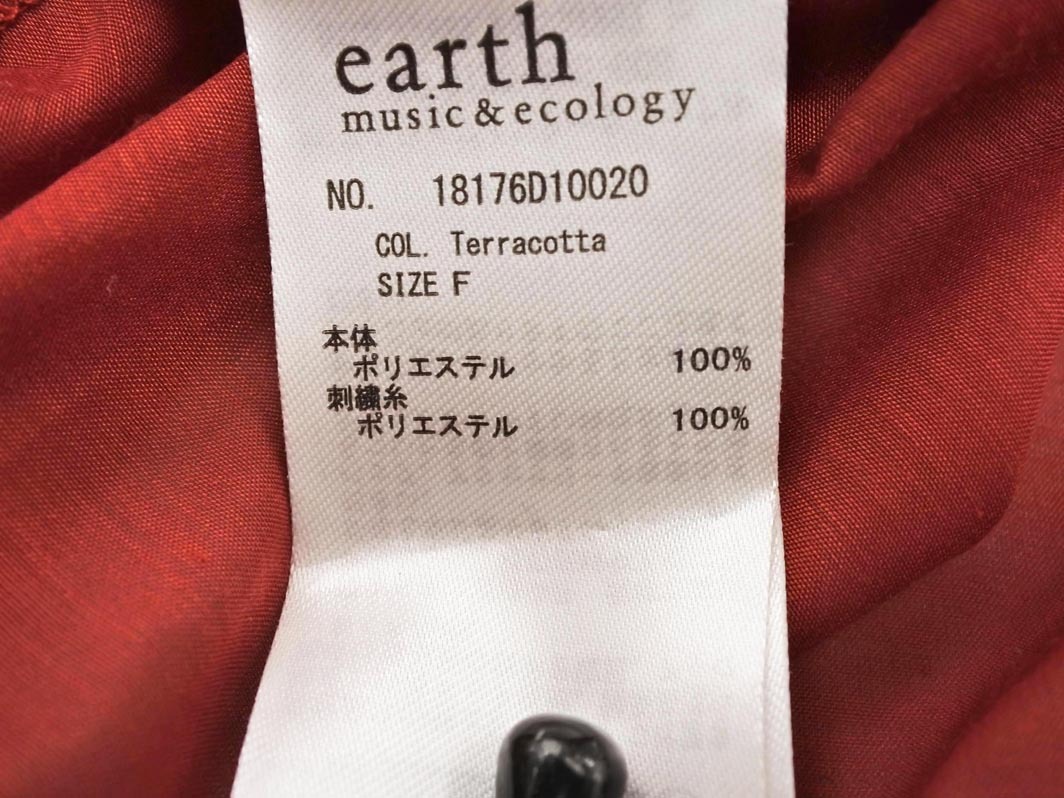 earth
music&ecology
NO. 18176D10020
COL. Terracotta
SIZE F
本体
ポリエステル 100%
刺繍糸
ポリエステル 100%